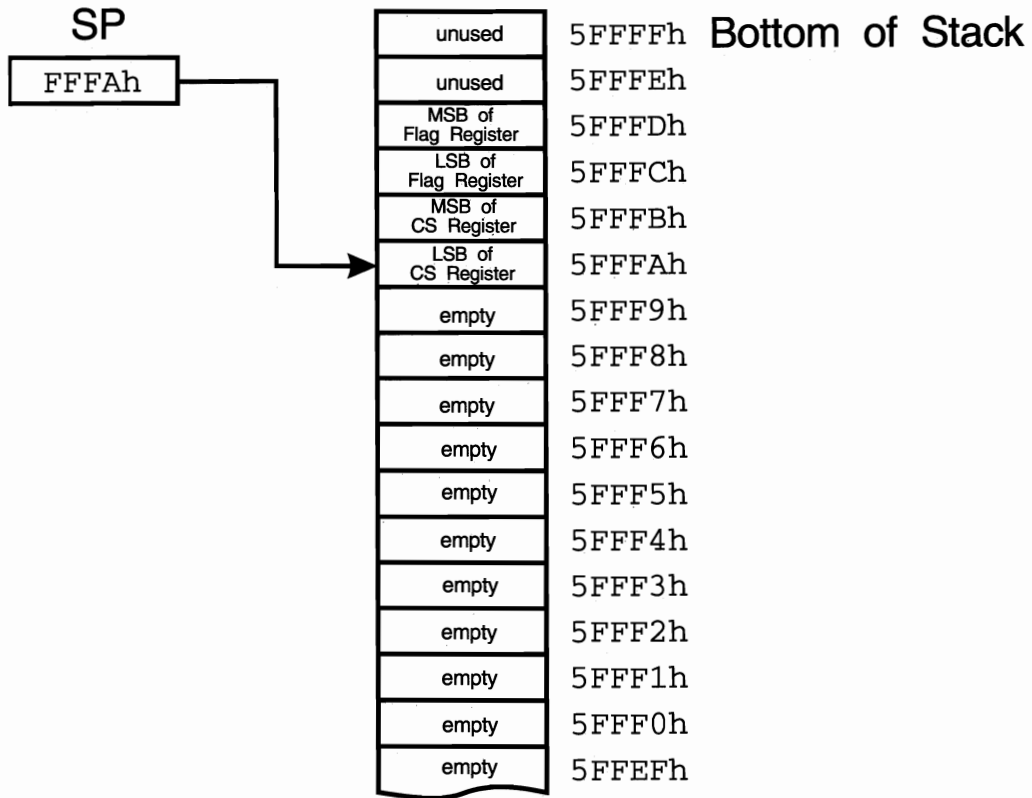 SP
FFFAh
unused 5FFFFh Bottom of Stack
unused 5FFFEh
MSB of
Flag Register 5FFFDh
LSB of
Flag Register 5FFFCh
MSB of
CS Register 5FFFBh
LSB of
CS Register 5FFFAh
empty 5FFF9h
empty 5FFF8h
empty 5FFF7h
empty 5FFF6h
empty 5FFF5h
empty 5FFF4h
empty 5FFF3h
empty 5FFF2h
empty 5FFF1h
empty 5FFF0h
empty 5FFEFh